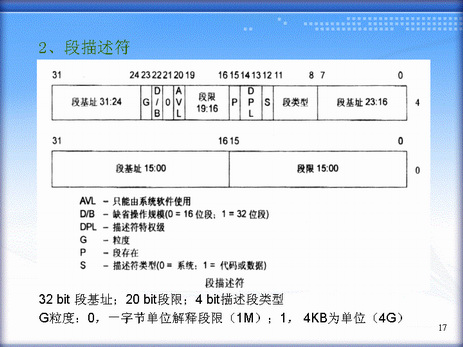 2、段描述符
31 24 23 22 21 20 19 16 15 14 13 12 11 8 7 0
段基址 31:24 G D/B 0 AVL 段限 19:16 P DPL S 段类型 段基址 23:16 4
31 16 15 0
段基址 15:00 段限 15:00 0
AVL – 只能由系统软件使用
D/B – 缺省操作规模(0 = 16 位段；1 = 32 位段)
DPL – 描述符特权级
G – 粒度
P – 段存在
S – 描述符类型(0 = 系统；1 = 代码或数据)
段描述符
32 bit 段基址；20 bit段限；4 bit描述段类型
G粒度：0，一字节单位解释段限（1M）；1， 4KB为单位（4G）
17